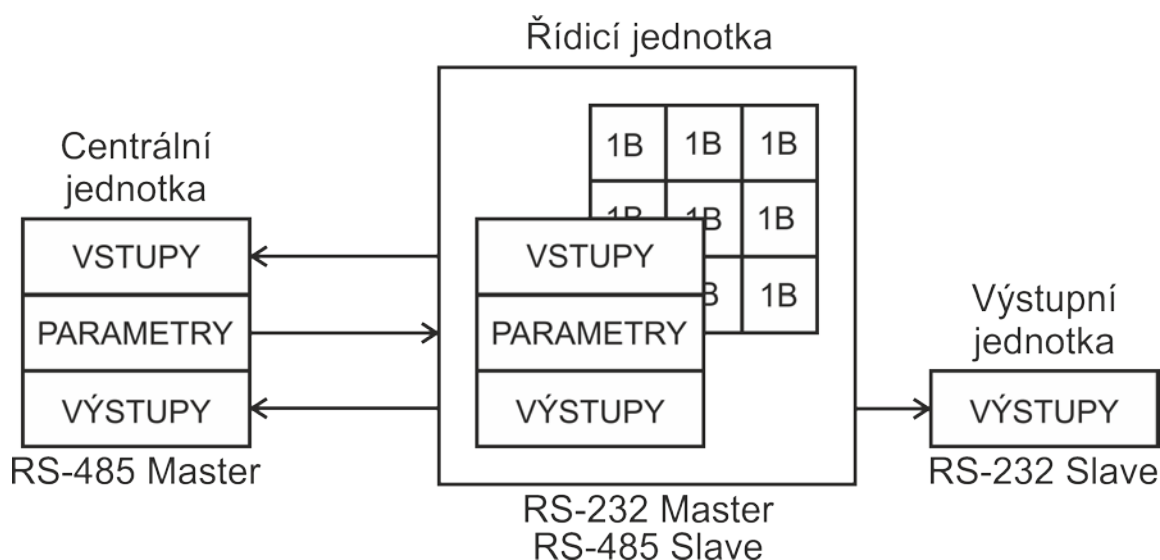 Řídicí jednotka
Centrální
jednotka
VSTUPY
PARAMETRY
VÝSTUPY
RS-485 Master
1B 1B 1B
1B 1B 1B
B 1B
VSTUPY
PARAMETRY
VÝSTUPY
RS-232 Master
RS-485 Slave
Výstupní
jednotka
VÝSTUPY
RS-232 Slave